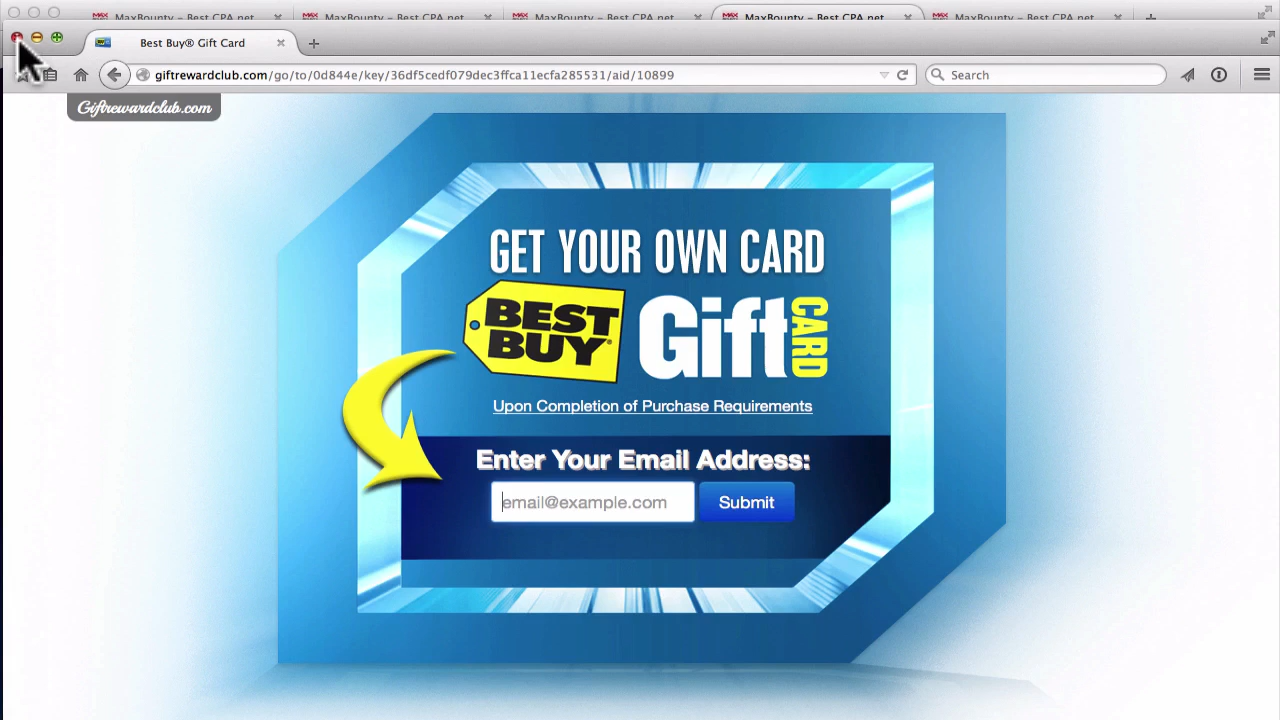 MaxBounty - Best CPA net
MaxBounty - Best CPA net
MaxBounty - Best CPA net
MaxBounty - Best CPA net
MaxBounty - Best CPA net
Best Buy® Gift Card
giftrewardclub.com/go/to/0d844e/key/36df5cedf079dec3ffca11ecfa285531/aid/10899
Search
Giftrewardclub.com
GET YOUR OWN CARD
BEST
BUY®
Gift
CARD
Upon Completion of Purchase Requirements
Enter Your Email Address:
email@example.com
Submit